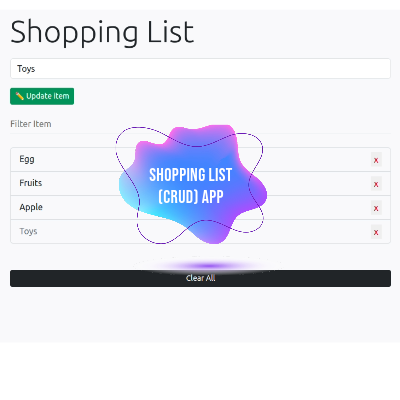 Shopping List
Toys
✏️ Update Item
Filter Item
Egg x
Fruits x
SHOPPING LIST
(CRUD) APP
Apple x
Toys x
Clear All